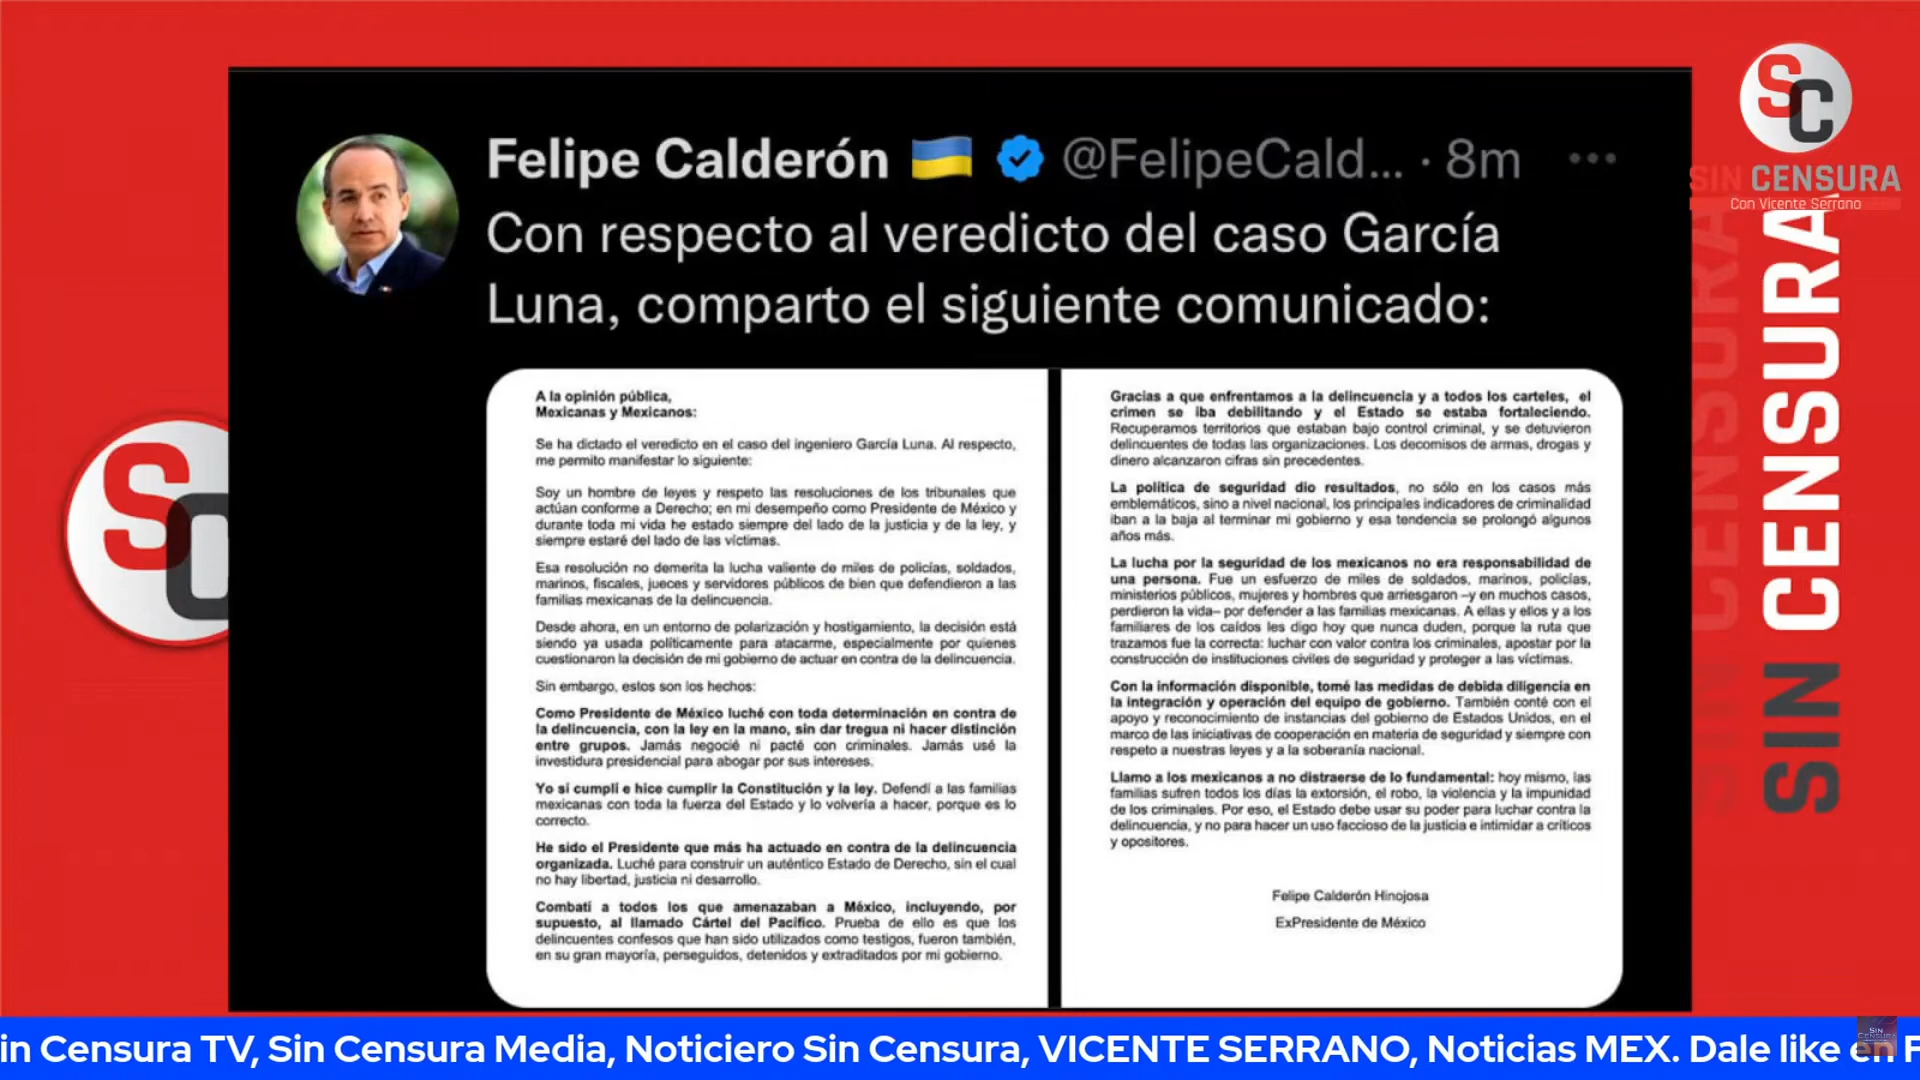 Felipe Calderón 🇺🇦 @FelipeCald... · 8m ...
Con respecto al veredicto del caso García
Luna, comparto el siguiente comunicado:
A la opinión pública,
Mexicanas y Mexicanos:
Se ha dictado el veredicto en el caso del ingeniero García Luna. Al respecto,
me permito manifestar lo siguiente:
Soy un hombre de leyes y respeto las resoluciones de los tribunales que
actúan conforme a Derecho; en mi desempeño como Presidente de México y
durante toda mi vida he estado siempre del lado de la justicia y de la ley, y
siempre estaré del lado de las víctimas.
Esa resolución no demerita la lucha valiente de miles de policías, soldados,
marinos, fiscales, jueces y servidores públicos de bien que defendieron a las
familias mexicanas de la delincuencia.
Desde ahora, en un entorno de polarización y hostigamiento, la decisión está
siendo ya usada políticamente para atacarme, especialmente por quienes
cuestionaron la decisión de mi gobierno de actuar en contra de la delincuencia.
Sin embargo, estos son los hechos:
Como Presidente de México luché con toda determinación en contra de
la delincuencia, con la ley en la mano, sin dar tregua ni hacer distinción
entre grupos. Jamás negocié ni pacté con criminales. Jamás usé la
investidura presidencial para abogar por sus intereses.
Yo sí cumplí e hice cumplir la Constitución y la ley. Defendí a las familias
mexicanas con toda la fuerza del Estado y lo volvería a hacer, porque es lo
correcto.
He sido el Presidente que más ha actuado en contra de la delincuencia
organizada. Luché para construir un auténtico Estado de Derecho, sin el cual
no hay libertad, justicia ni desarrollo.
Combatí a todos los que amenazaban a México, incluyendo, por
supuesto, al llamado Cártel del Pacífico. Prueba de ello es que los
delincuentes confesos que han sido utilizados como testigos, fueron también,
en su gran mayoría, perseguidos, detenidos y extraditados por mi gobierno.
Gracias a que enfrentamos a la delincuencia y a todos los carteles, el
crimen se iba debilitando y el Estado se estaba fortaleciendo.
Recuperamos territorios que estaban bajo control criminal, y se detuvieron
delincuentes de todas las organizaciones. Los decomisos de armas, drogas y
dinero alcanzaron cifras sin precedentes.
La política de seguridad dio resultados, no sólo en los casos más
emblemáticos, sino a nivel nacional, los principales indicadores de criminalidad
iban a la baja al terminar mi gobierno y esa tendencia se prolongó algunos
años más.
La lucha por la seguridad de los mexicanos no era responsabilidad de
una persona. Fue un esfuerzo de miles de soldados, marinos, policías,
ministerios públicos, mujeres y hombres que arriesgaron –y en muchos casos,
perdieron la vida– por defender a las familias mexicanas. A ellas y ellos y a los
familiares de los caídos les digo hoy que nunca duden, porque la ruta que
trazamos fue la correcta: luchar con valor contra los criminales, apostar por la
construcción de instituciones civiles de seguridad y proteger a las víctimas.
Con la información disponible, tomé las medidas de debida diligencia en
la integración y operación del equipo de gobierno. También conté con el
apoyo y reconocimiento de instancias del gobierno de Estados Unidos, en el
marco de las iniciativas de cooperación en materia de seguridad y siempre con
respeto a nuestras leyes y a la soberanía nacional.
Llamo a los mexicanos a no distraerse de lo fundamental: hoy mismo, las
familias sufren todos los días la extorsión, el robo, la violencia y la impunidad
de los criminales. Por eso, el Estado debe usar su poder para luchar contra la
delincuencia, y no para hacer un uso faccioso de la justicia e intimidar a críticos
y opositores.
Felipe Calderón Hinojosa
ExPresidente de México
SC
SIN CENSURA
Con Vicente Serrano
SIN CENSURA
SIN CENSURA
SC
in Censura TV, Sin Censura Media, Noticiero Sin Censura, VICENTE SERRANO, Noticias MEX. Dale like en F
SIN
CENSURA